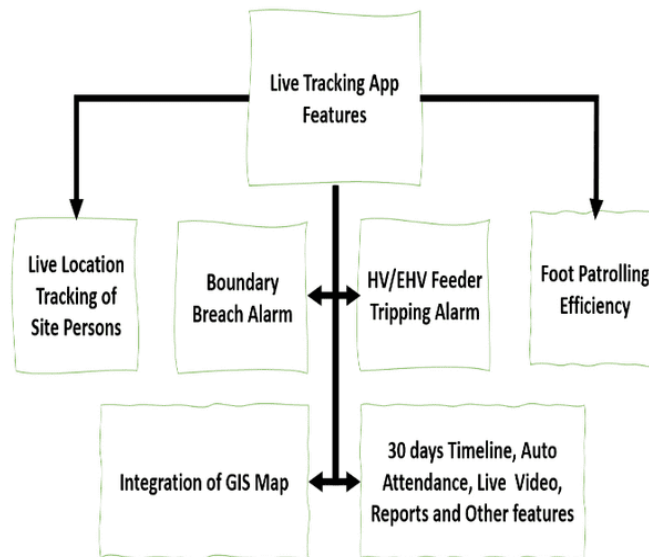 Live Tracking App
Features
Live Location
Tracking of
Site Persons
Boundary
Breach Alarm
HV/EHV Feeder
Tripping Alarm
Foot Patrolling
Efficiency
Integration of GIS Map
30 days Timeline, Auto
Attendance, Live Video,
Reports and Other features